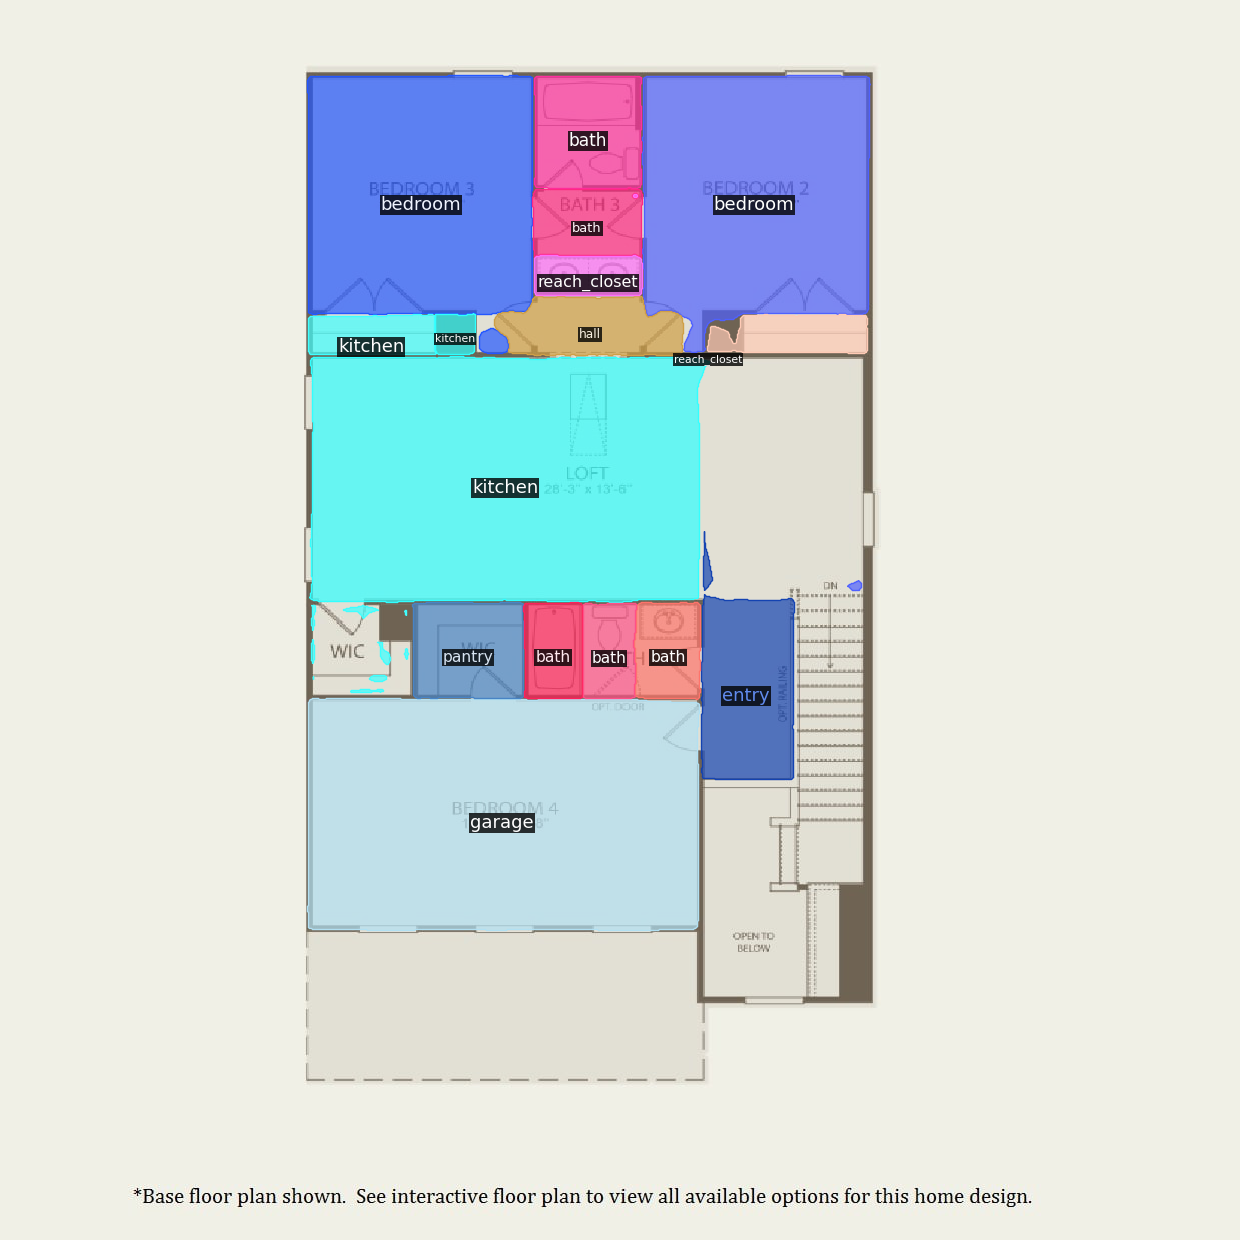 bath
BEDROOM 3
BEDROOM 2
bedroom
BATH 3
bedroom
bath
reach_closet
hall
kitchen
kitchen
reach_closet
LOFT
kitchen
28'-3" x 13'-8"
DN
WIC
pantry
bath
bath
bath
entry
OPT. RAILING
OPT. DOOR
BEDROOM 4
garage
OPEN TO
BELOW
*Base floor plan shown. See interactive floor plan to view all available options for this home design.